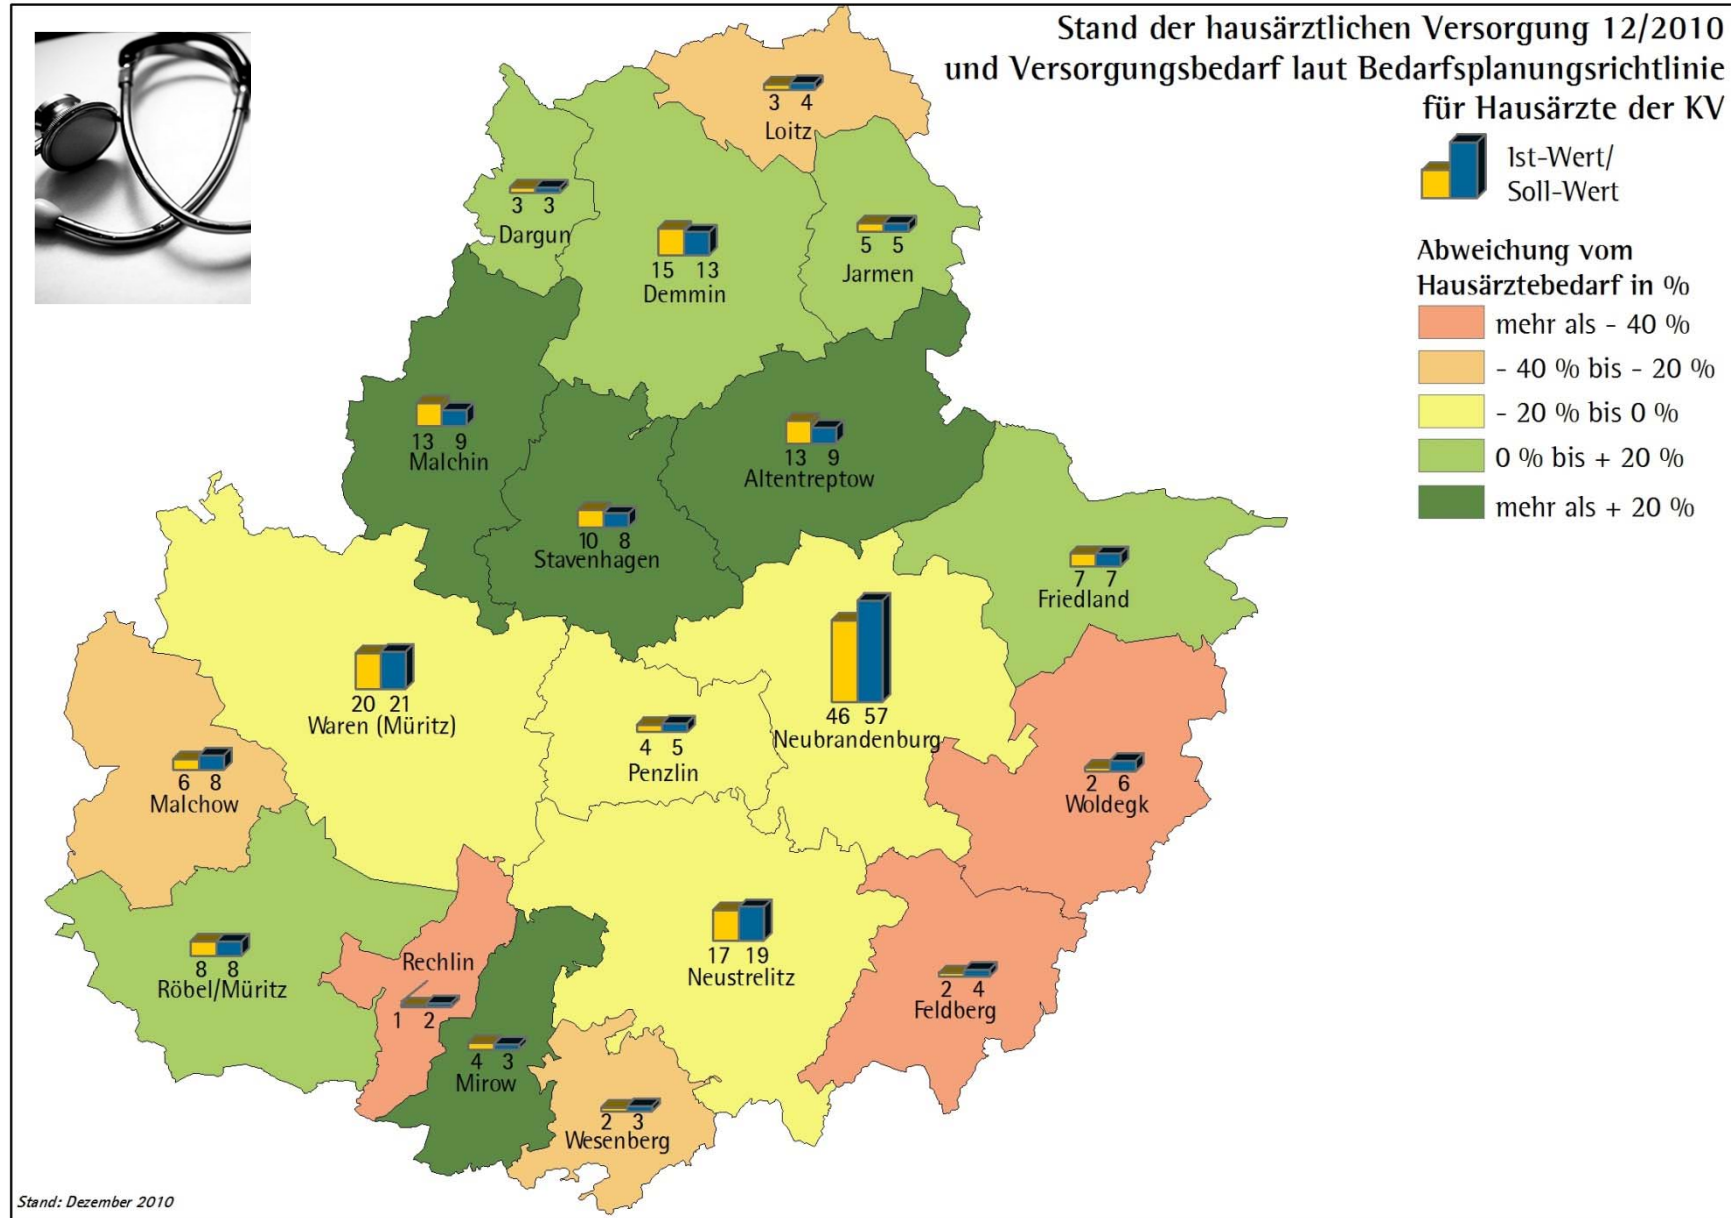 Stand der hausärztlichen Versorgung 12/2010
und Versorgungsbedarf laut Bedarfsplanungsrichtlinie
für Hausärzte der KV
Ist-Wert/
Soll-Wert
Abweichung vom
Hausärztebedarf in %
mehr als - 40 %
- 40 % bis - 20 %
- 20 % bis 0 %
0 % bis + 20 %
mehr als + 20 %
3 4
Loitz
3 3
Dargun
15 13
Demmin
5 5
Jarmen
13 9
Malchin
13 9
Altentreptow
10 8
Stavenhagen
7 7
Friedland
20 21
Waren (Müritz)
46 57
Neubrandenburg
4 5
Penzlin
6 8
Malchow
2 6
Woldegk
8 8
Röbel/Müritz
Rechlin
1 2
17 19
Neustrelitz
2 4
Feldberg
4 3
Mirow
2 3
Wesenberg
Stand: Dezember 2010